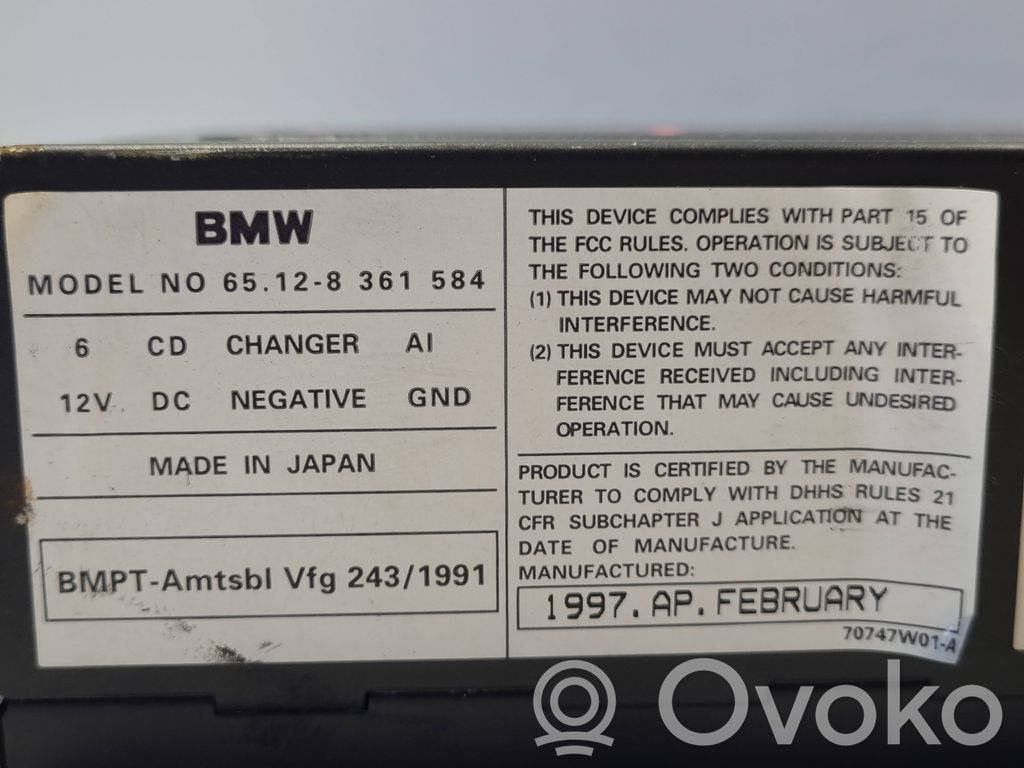 BMW
MODEL NO 65.12-8 361 584
6 CD CHANGER AI
12V DC NEGATIVE GND
MADE IN JAPAN
BMPT-Amtsbl Vfg 243/1991
THIS DEVICE COMPLIES WITH PART 15 OF
THE FCC RULES. OPERATION IS SUBJECT TO
THE FOLLOWING TWO CONDITIONS:
(1) THIS DEVICE MAY NOT CAUSE HARMFUL
INTERFERENCE.
(2) THIS DEVICE MUST ACCEPT ANY INTER-
FERENCE RECEIVED INCLUDING INTER-
FERENCE THAT MAY CAUSE UNDESIRED
OPERATION.
PRODUCT IS CERTIFIED BY THE MANUFAC-
TURER TO COMPLY WITH DHHS RULES 21
CFR SUBCHAPTER J APPLICATION AT THE
DATE OF MANUFACTURE.
MANUFACTURED:
1997. AP. FEBRUARY
70747W01-A
Ovoko